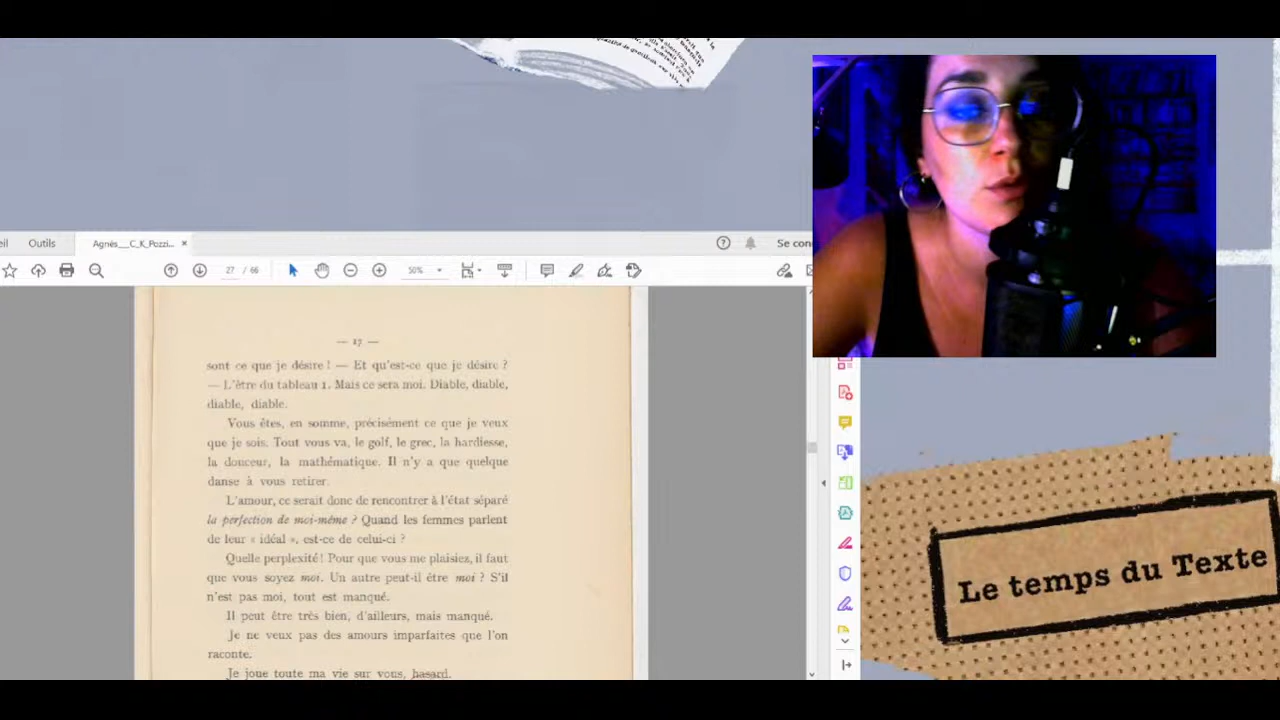 Outils
Agnès__C_K_Pozzi... ×
Se con
27 / 66
50%
— 17 —
sont ce que je désire ! — Et qu'est-ce que je désire ?
— L'être du tableau 1. Mais ce sera moi. Diable, diable,
diable, diable.
Vous êtes, en somme, précisément ce que je veux
que je sois. Tout vous va, le golf, le grec, la hardiesse,
la douceur, la mathématique. Il n'y a que quelque
danse à vous retirer.
L'amour, ce serait donc de rencontrer à l'état séparé
la perfection de moi-même ? Quand les femmes parlent
de leur « idéal », est-ce de celui-ci ?
Quelle perplexité ! Pour que vous me plaisiez, il faut
que vous soyez moi. Un autre peut-il être moi ? S'il
n'est pas moi, tout est manqué.
Il peut être très bien, d'ailleurs, mais manqué.
Je ne veux pas des amours imparfaites que l'on
raconte.
Je joue toute ma vie sur vous, hasard.
Le temps du Texte